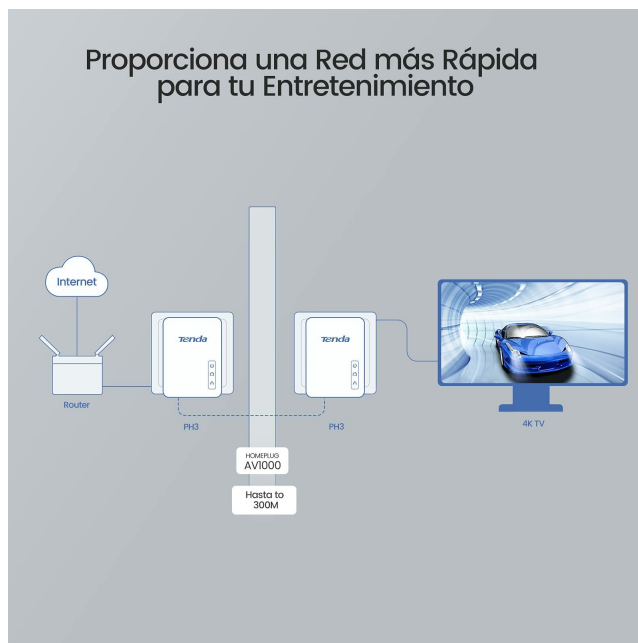 Proporciona una Red más Rápida
para tu Entretenimiento
Internet
Router
Tenda
PH3
Tenda
PH3
4K TV
HOMEPLUG
AV1000
Hasta to
300M